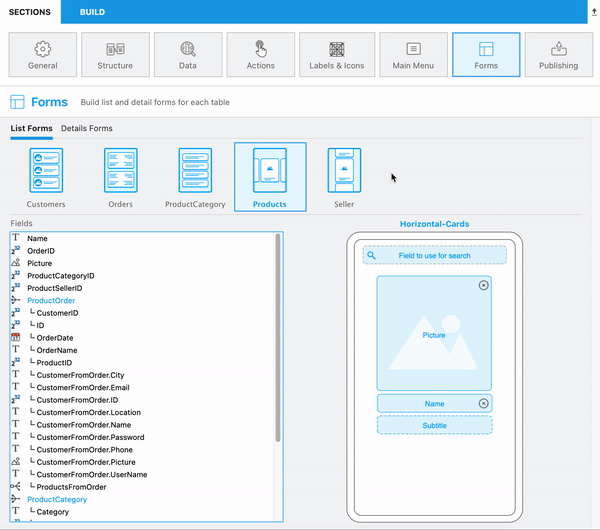 SECTIONS BUILD
General Structure Data Actions Labels & Icons Main Menu Forms Publishing
Forms Build list and detail forms for each table
List Forms Details Forms
Customers Orders ProductCategory Products Seller
Fields
Name
OrderID
Picture
ProductCategoryID
ProductSellerID
ProductOrder
CustomerID
ID
OrderDate
OrderName
ProductID
CustomerFromOrder.City
CustomerFromOrder.Email
CustomerFromOrder.ID
CustomerFromOrder.Location
CustomerFromOrder.Name
CustomerFromOrder.Password
CustomerFromOrder.Phone
CustomerFromOrder.Picture
CustomerFromOrder.UserName
ProductsFromOrder
ProductCategory
Category
Horizontal-Cards
Field to use for search
Picture
Name
Subtitle